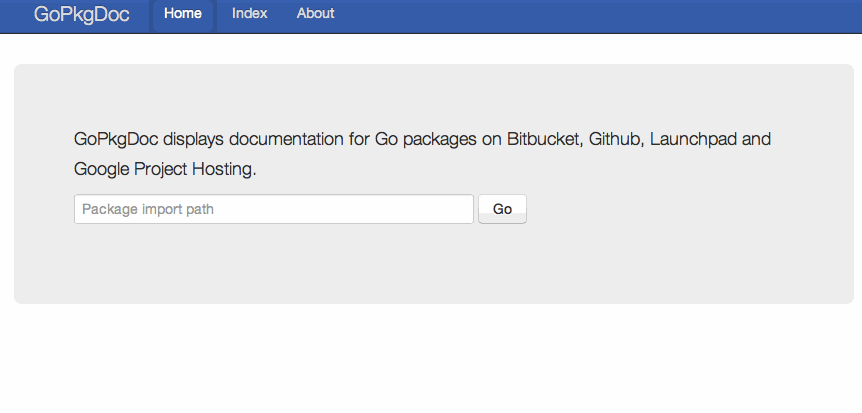 GoPkgDoc Home Index About
GoPkgDoc displays documentation for Go packages on Bitbucket, Github, Launchpad and
Google Project Hosting.
Package import path Go